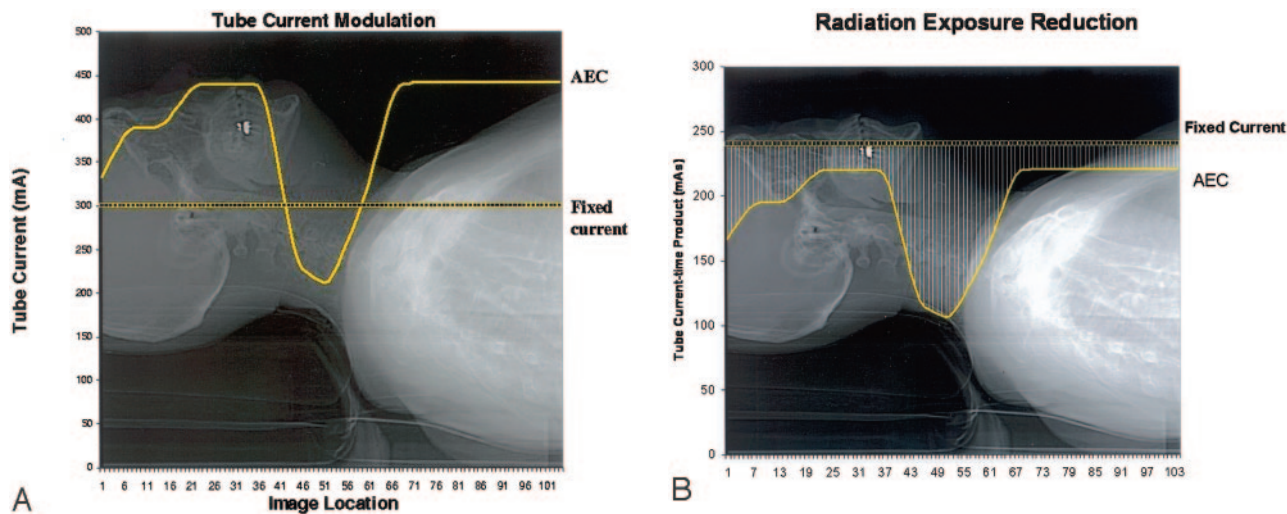 Tube Current Modulation
Tube Current (mA)
500
450
400
350
300
250
200
150
100
50
0
AEC
Fixed
current
1 6 11 16 21 26 31 36 41 46 51 56 61 66 71 76 81 86 91 96 101
Image Location
A
Radiation Exposure Reduction
Tube Current-time Product (mAs)
300
250
200
150
100
50
0
Fixed Current
AEC
1 7 13 19 25 31 37 43 49 55 61 67 73 79 85 91 97 103
B